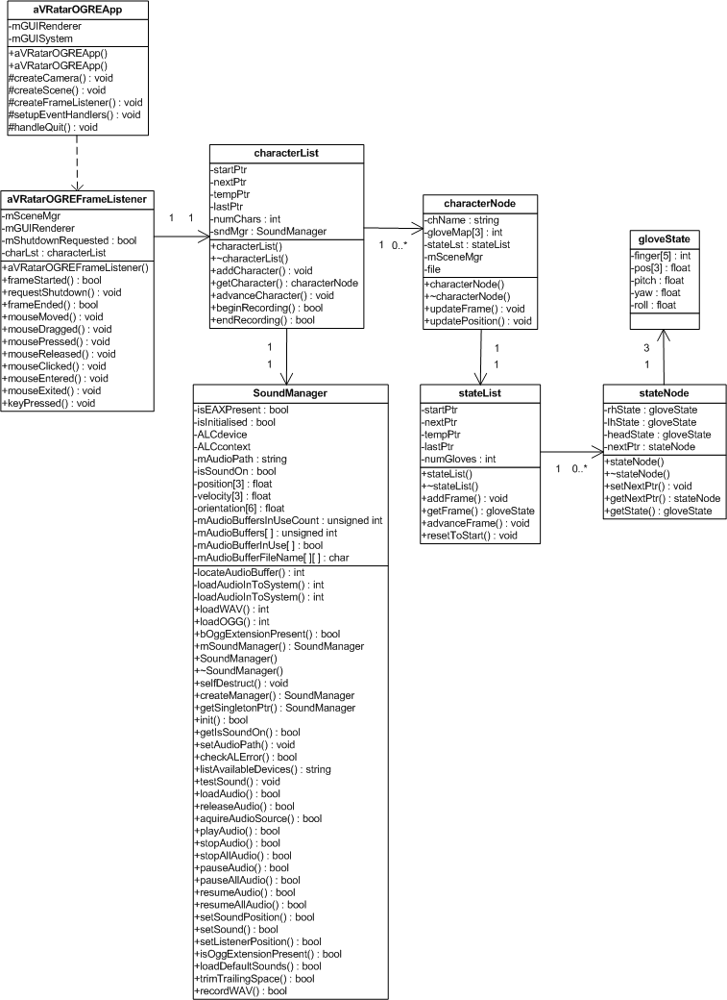 aVRatarOGREApp
-mGUIRenderer
-mGUISystem
+aVRatarOGREApp()
+aVRatarOGREApp()
#createCamera() : void
#createScene() : void
#createFrameListener() : void
#setupEventHandlers() : void
#handleQuit() : void
aVRatarOGREFrameListener
-mSceneMgr
-mGUIRenderer
-mShutdownRequested : bool
-charLst : characterList
+aVRatarOGREFrameListener()
+frameStarted() : bool
+requestShutdown() : void
+frameEnded() : bool
+mouseMoved() : void
+mouseDragged() : void
+mousePressed() : void
+mouseReleased() : void
+mouseClicked() : void
+mouseEntered() : void
+mouseExited() : void
+keyPressed() : void
1 1
characterList
-startPtr
-nextPtr
-tempPtr
-lastPtr
-numChars : int
-sndMgr : SoundManager
+characterList()
+~characterList()
+addCharacter() : void
+getCharacter() : characterNode
+advanceCharacter() : void
+beginRecording() : bool
+endRecording() : bool
1 0..*
1
1
characterNode
-chName : string
-gloveMap[3] : int
-stateLst : stateList
-mSceneMgr
-file
+characterNode()
+~characterNode()
+updateFrame() : void
+updatePosition() : void
1
1
gloveState
-finger[5] : int
-pos[3] : float
-pitch : float
-yaw : float
-roll : float
3
1
SoundManager
-isEAXPresent : bool
-isInitialised : bool
-ALCdevice
-ALCcontext
-mAudioPath : string
-isSoundOn : bool
-position[3] : float
-velocity[3] : float
-orientation[6] : float
-mAudioBuffersInUseCount : unsigned int
-mAudioBuffers[ ] : unsigned int
-mAudioBufferInUse[ ] : bool
-mAudioBufferFileName[ ][ ] : char
-locateAudioBuffer() : int
-loadAudioInToSystem() : int
-loadAudioInToSystem() : int
+loadWAV() : int
+loadOGG() : int
+bOggExtensionPresent() : bool
+mSoundManager() : SoundManager
+SoundManager()
+~SoundManager()
+selfDestruct() : void
+createManager() : SoundManager
+getSingletonPtr() : SoundManager
+init() : bool
+getIsSoundOn() : bool
+setAudioPath() : void
+checkALError() : bool
+listAvailableDevices() : string
+testSound() : void
+loadAudio() : bool
+releaseAudio() : bool
+aquireAudioSource() : bool
+playAudio() : bool
+stopAudio() : bool
+stopAllAudio() : bool
+pauseAudio() : bool
+pauseAllAudio() : bool
+resumeAudio() : bool
+resumeAllAudio() : bool
+setSoundPosition() : bool
+setSound() : bool
+setListenerPosition() : bool
+isOggExtensionPresent() : bool
+loadDefaultSounds() : bool
+trimTrailingSpace() : bool
+recordWAV() : bool
stateList
-startPtr
-nextPtr
-tempPtr
-lastPtr
-numGloves : int
+stateList()
+~stateList()
+addFrame() : void
+getFrame() : gloveState
+advanceFrame() : void
+resetToStart() : void
1 0..*
stateNode
-rhState : gloveState
-lhState : gloveState
-headState : gloveState
-nextPtr : stateNode
+stateNode()
+~stateNode()
+setNextPtr() : void
+getNextPtr() : stateNode
+getState() : gloveState